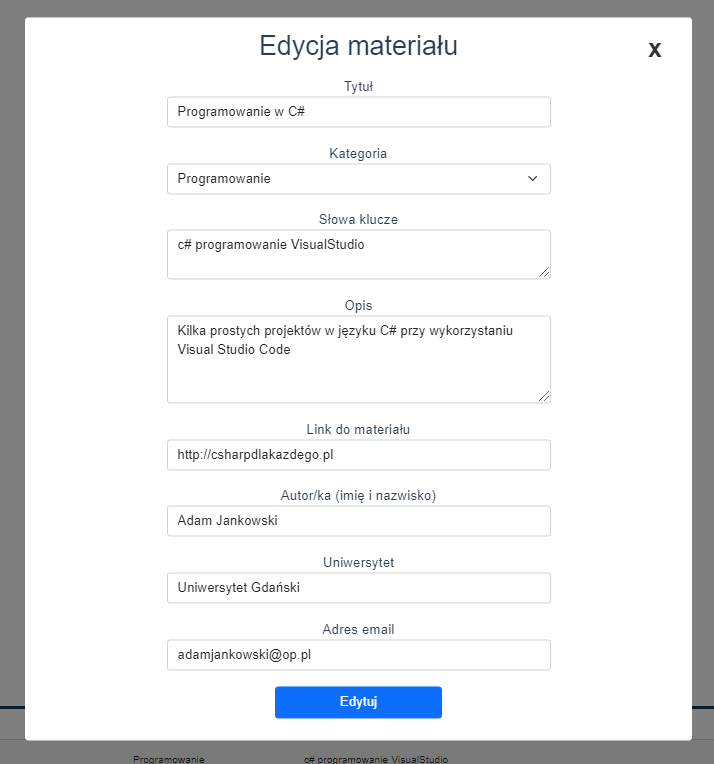 Edycja materiału
X
Tytuł
Programowanie w C#
Kategoria
Programowanie
Słowa klucze
c# programowanie VisualStudio
Opis
Kilka prostych projektów w języku C# przy wykorzystaniu
Visual Studio Code
Link do materiału
http://csharpdlakazdego.pl
Autor/ka (imię i nazwisko)
Adam Jankowski
Uniwersytet
Uniwersytet Gdański
Adres email
adamjankowski@op.pl
Edytuj
Programowanie c# programowanie VisualStudio